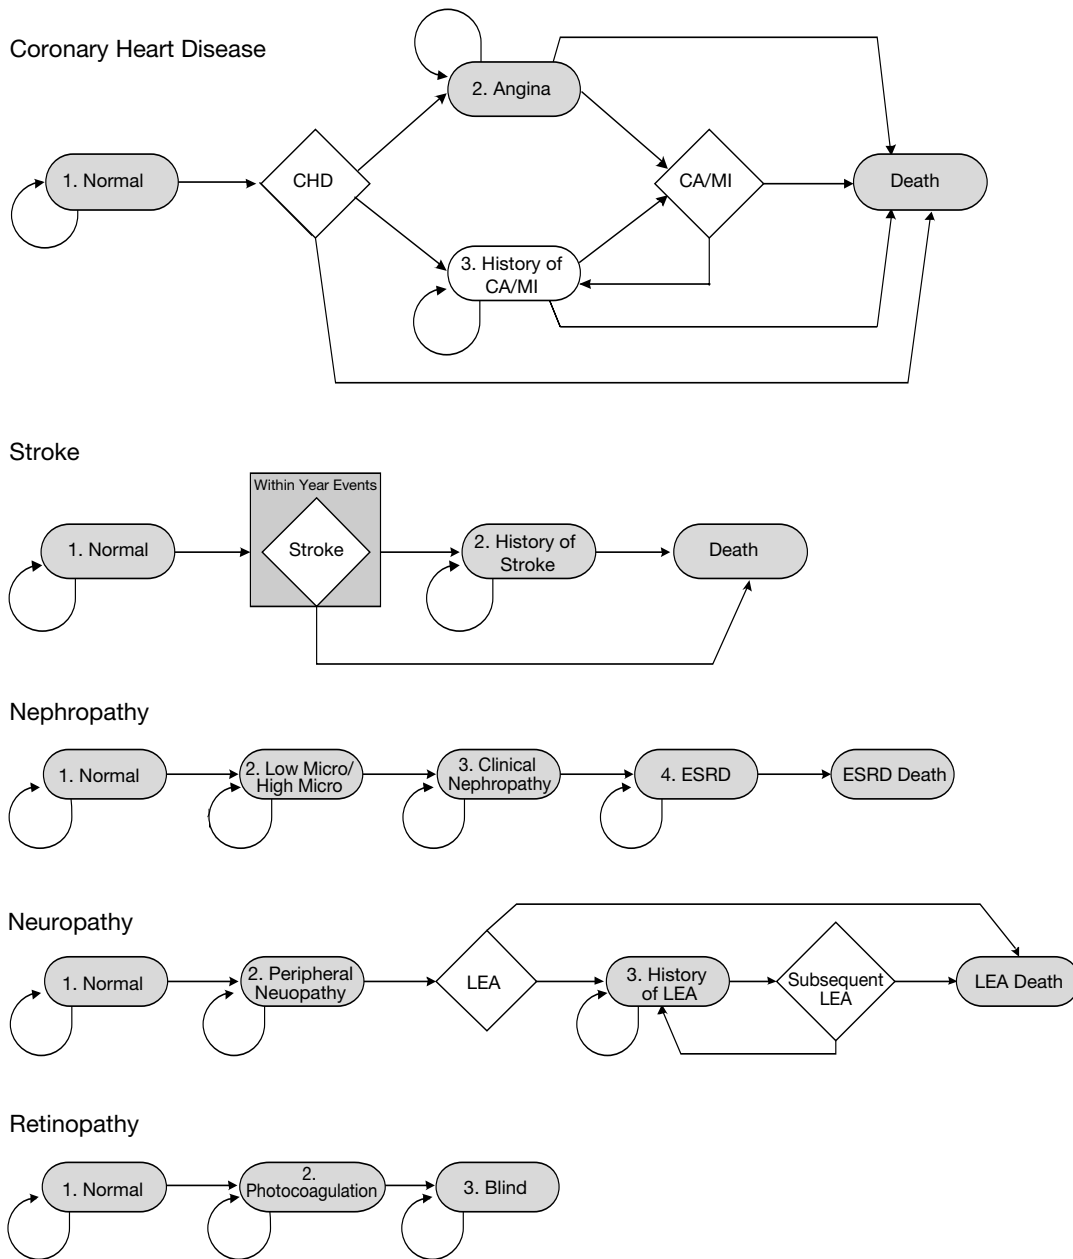 Coronary Heart Disease
2. Angina
1. Normal
CHD
CA/MI
Death
3. History of
CA/MI
Stroke
Within Year Events
1. Normal
Stroke
2. History of
Stroke
Death
Nephropathy
1. Normal
2. Low Micro/
High Micro
3. Clinical
Nephropathy
4. ESRD
ESRD Death
Neuropathy
1. Normal
2. Peripheral
Neuopathy
LEA
3. History
of LEA
Subsequent
LEA
LEA Death
Retinopathy
1. Normal
2.
Photocoagulation
3. Blind